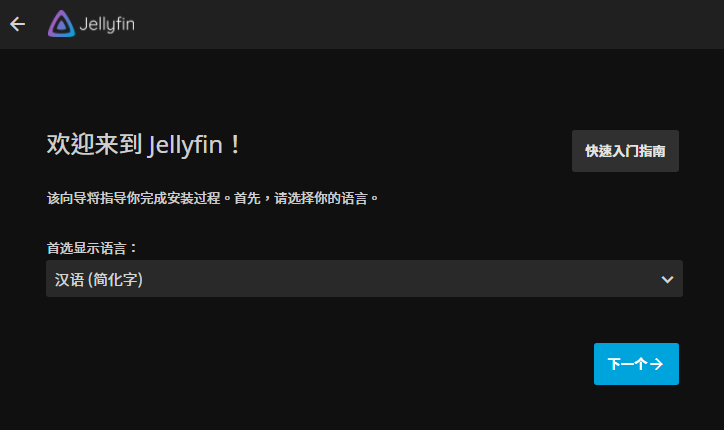 Jellyfin
欢迎来到 Jellyfin！
快速入门指南
该向导将指导你完成安装过程。首先，请选择你的语言。
首选显示语言：
汉语 (简化字)
下一个